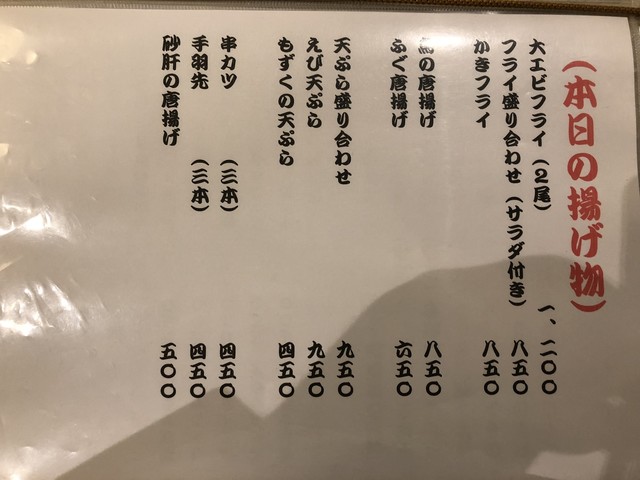 (本日の揚げ物)
大エビフライ(2尾) 一、二〇〇
フライ盛り合わせ(サラダ付き) 八五〇
かきフライ 八五〇
の唐揚げ 八五〇
ふぐ唐揚げ 六五〇
天ぷら盛り合わせ 九五〇
えび天ぷら 九五〇
もずくの天ぷら 四五〇
串カツ (三本) 四五〇
手羽先 (三本) 四五〇
砂肝の唐揚げ 五〇〇